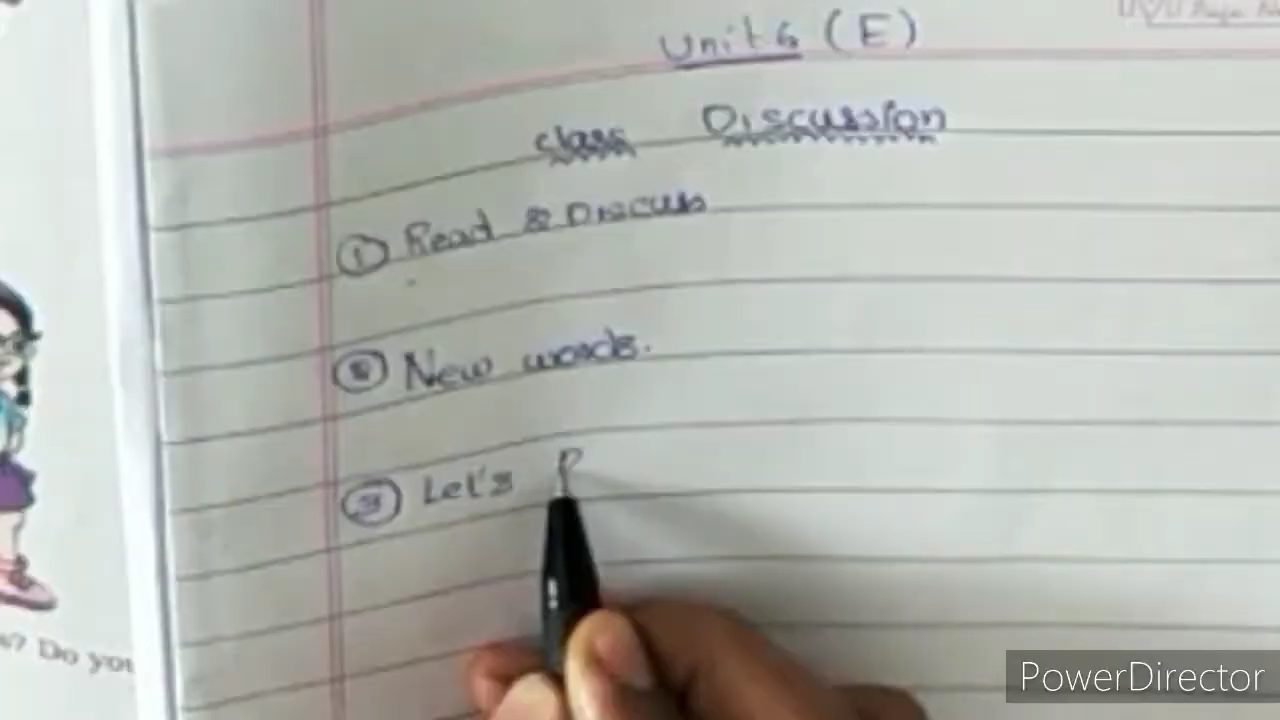 Unit 6 (E)
class Discussion
① Read & Discuss
② New words.
③ Let's P
s? Do you
PowerDirector